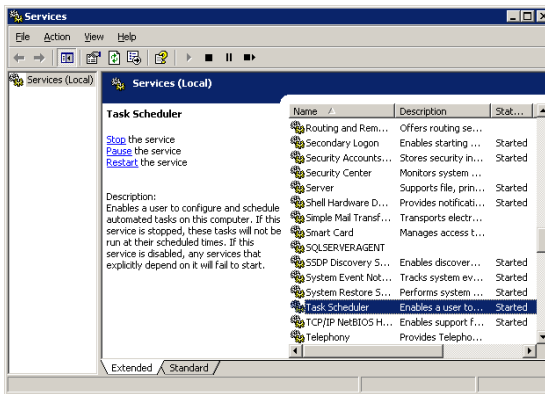 Services
File Action View Help
Services (Local)
Services (Local)
Task Scheduler
Stop the service
Pause the service
Restart the service
Description:
Enables a user to configure and schedule
automated tasks on this computer. If this
service is stopped, these tasks will not be
run at their scheduled times. If this
service is disabled, any services that
explicitly depend on it will fail to start.
Name Description Stat...
Routing and Rem... Offers routing se...
Secondary Logon Enables starting ... Started
Security Accounts... Stores security in... Started
Security Center Monitors system ...
Server Supports file, prin... Started
Shell Hardware D... Provides notificati... Started
Simple Mail Transf... Transports electr...
Smart Card Manages access t...
SQLSERVERAGENT
SSDP Discovery S... Enables discover... Started
System Event Not... Tracks system ev... Started
System Restore S... Performs system ... Started
Task Scheduler Enables a user to... Started
TCP/IP NetBIOS H... Enables support f... Started
Telephony Provides Telepho...
Extended Standard